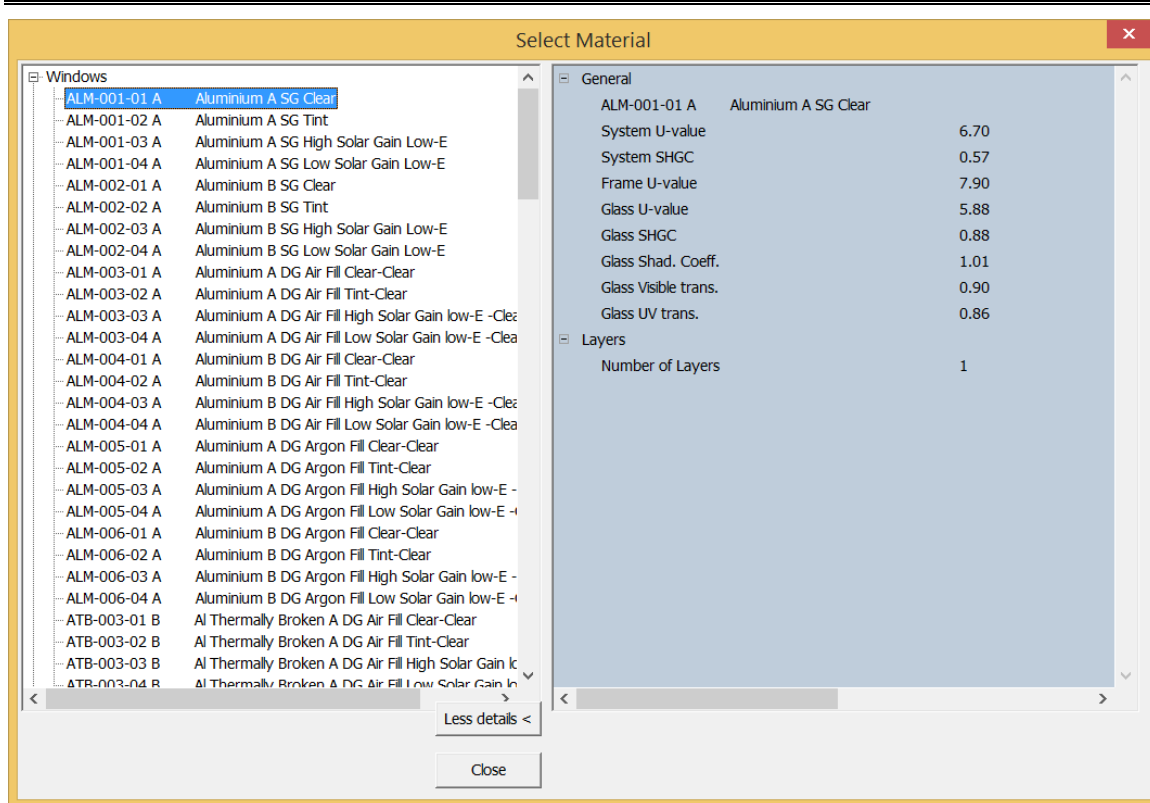 Select Material
Windows
ALM-001-01 A Aluminium A SG Clear
ALM-001-02 A Aluminium A SG Tint
ALM-001-03 A Aluminium A SG High Solar Gain Low-E
ALM-001-04 A Aluminium A SG Low Solar Gain Low-E
ALM-002-01 A Aluminium B SG Clear
ALM-002-02 A Aluminium B SG Tint
ALM-002-03 A Aluminium B SG High Solar Gain Low-E
ALM-002-04 A Aluminium B SG Low Solar Gain Low-E
ALM-003-01 A Aluminium A DG Air Fill Clear-Clear
ALM-003-02 A Aluminium A DG Air Fill Tint-Clear
ALM-003-03 A Aluminium A DG Air Fill High Solar Gain low-E -Clea
ALM-003-04 A Aluminium A DG Air Fill Low Solar Gain low-E -Clea
ALM-004-01 A Aluminium B DG Air Fill Clear-Clear
ALM-004-02 A Aluminium B DG Air Fill Tint-Clear
ALM-004-03 A Aluminium B DG Air Fill High Solar Gain low-E -Clea
ALM-004-04 A Aluminium B DG Air Fill Low Solar Gain low-E -Clea
ALM-005-01 A Aluminium A DG Argon Fill Clear-Clear
ALM-005-02 A Aluminium A DG Argon Fill Tint-Clear
ALM-005-03 A Aluminium A DG Argon Fill High Solar Gain low-E -
ALM-005-04 A Aluminium A DG Argon Fill Low Solar Gain low-E -
ALM-006-01 A Aluminium B DG Argon Fill Clear-Clear
ALM-006-02 A Aluminium B DG Argon Fill Tint-Clear
ALM-006-03 A Aluminium B DG Argon Fill High Solar Gain low-E -
ALM-006-04 A Aluminium B DG Argon Fill Low Solar Gain low-E -
ATB-003-01 B Al Thermally Broken A DG Air Fill Clear-Clear
ATB-003-02 B Al Thermally Broken A DG Air Fill Tint-Clear
ATB-003-03 B Al Thermally Broken A DG Air Fill High Solar Gain lo
ATB-003-04 B Al Thermally Broken A DG Air Fill Low Solar Gain lo
Less details <
Close
General
ALM-001-01 A Aluminium A SG Clear
System U-value 6.70
System SHGC 0.57
Frame U-value 7.90
Glass U-value 5.88
Glass SHGC 0.88
Glass Shad. Coeff. 1.01
Glass Visible trans. 0.90
Glass UV trans. 0.86
Layers
Number of Layers 1